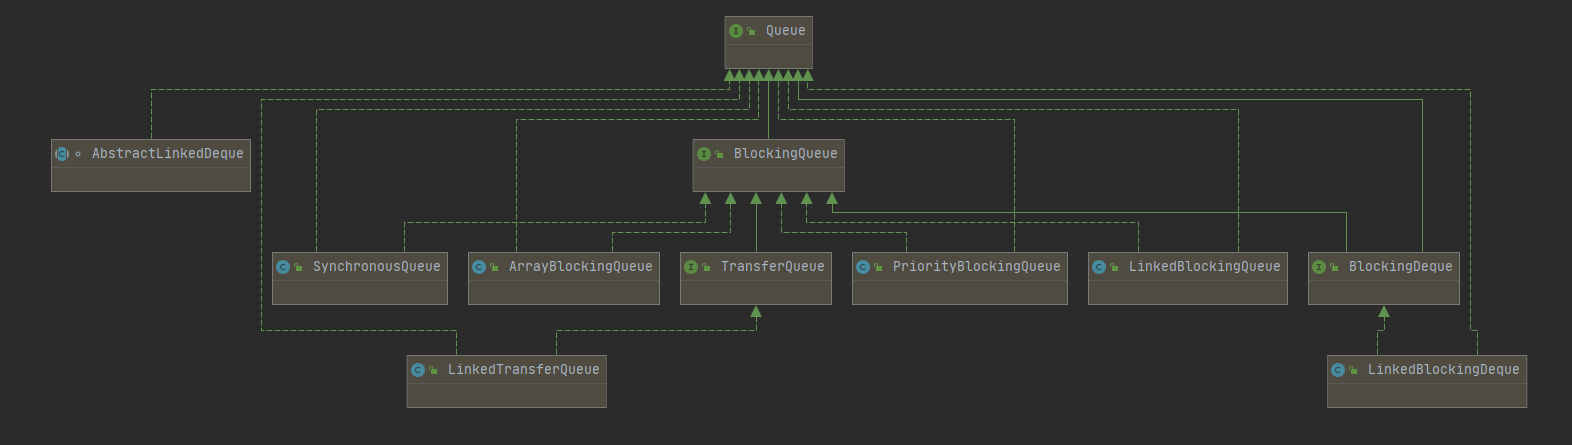 Queue
AbstractLinkedDeque
BlockingQueue
SynchronousQueue
ArrayBlockingQueue
TransferQueue
PriorityBlockingQueue
LinkedBlockingQueue
BlockingDeque
LinkedTransferQueue
LinkedBlockingDeque